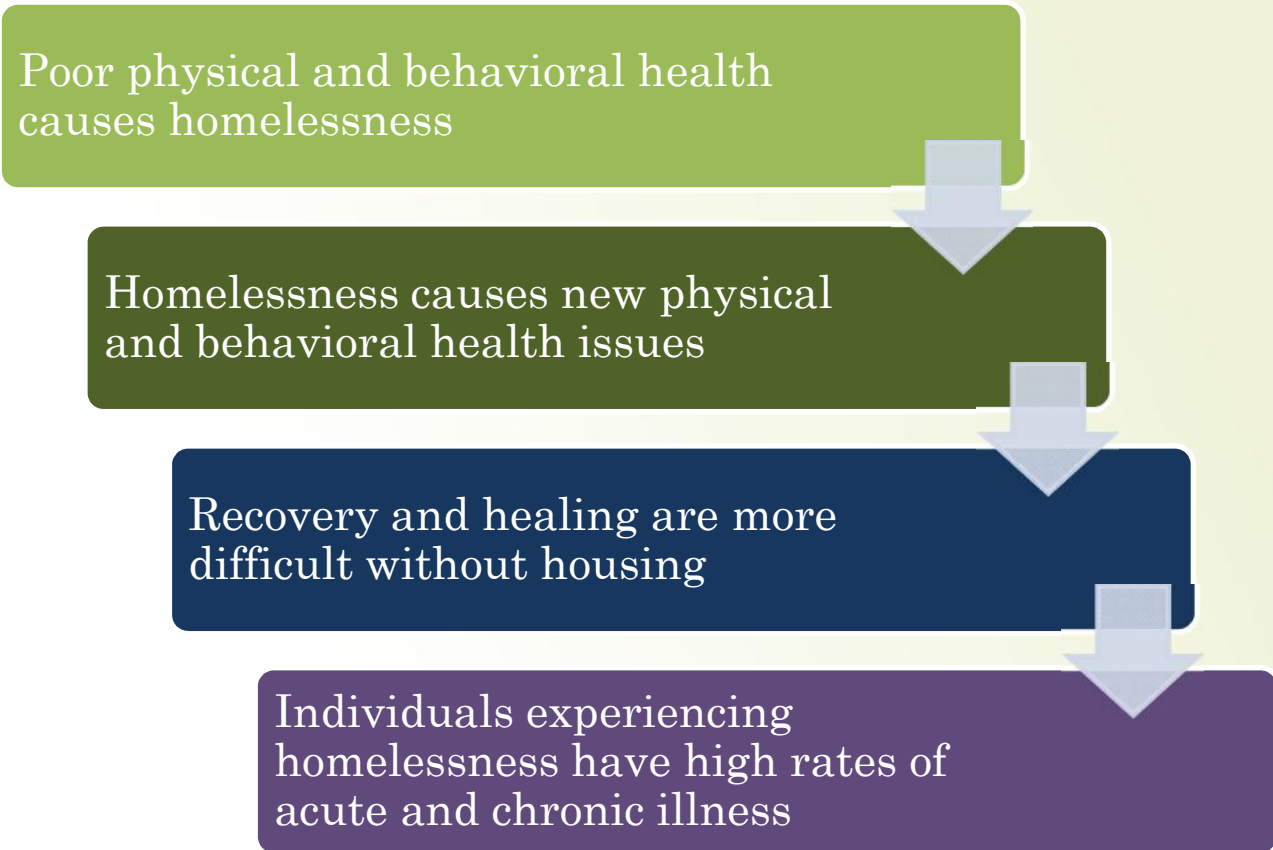 Poor physical and behavioral health
causes homelessness
Homelessness causes new physical
and behavioral health issues
Recovery and healing are more
difficult without housing
Individuals experiencing
homelessness have high rates of
acute and chronic illness